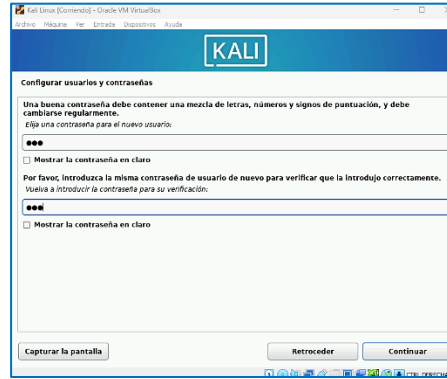 Kali Linux [Corriendo] - Oracle VM VirtualBox
Archivo Máquina Ver Entrada Dispositivos Ayuda
KALI
Configurar usuarios y contraseñas
Una buena contraseña debe contener una mezcla de letras, números y signos de puntuación, y debe
cambiarse regularmente.
Elija una contraseña para el nuevo usuario:
●●●
Mostrar la contraseña en claro
Por favor, introduzca la misma contraseña de usuario de nuevo para verificar que la introdujo correctamente.
Vuelva a introducir la contraseña para su verificación:
●●●
Mostrar la contraseña en claro
Capturar la pantalla Retroceder Continuar
CTRL DERECHA